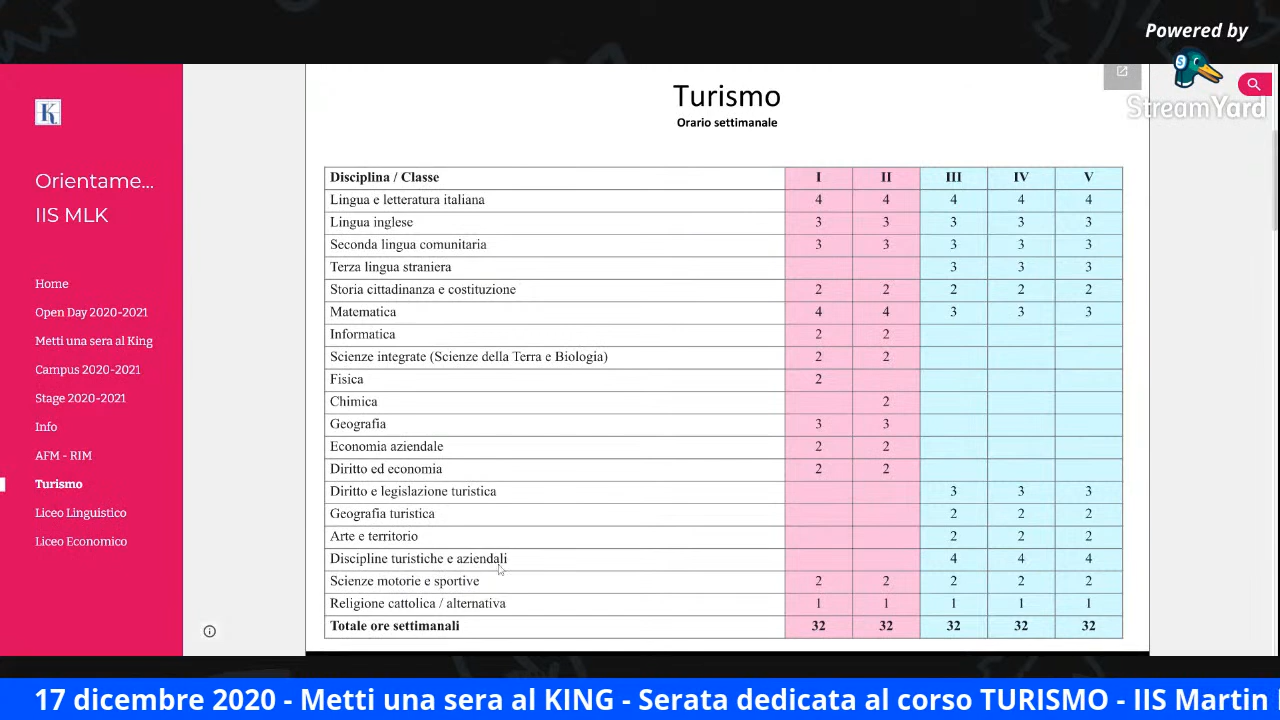 Powered by
StreamYard
K
Orientame...
IIS MLK
Home
Open Day 2020-2021
Metti una sera al King
Campus 2020-2021
Stage 2020-2021
Info
AFM - RIM
Turismo
Liceo Linguistico
Liceo Economico
Turismo
Orario settimanale
Disciplina / Classe I II III IV V
Lingua e letteratura italiana 4 4 4 4 4
Lingua inglese 3 3 3 3 3
Seconda lingua comunitaria 3 3 3 3 3
Terza lingua straniera 3 3 3
Storia cittadinanza e costituzione 2 2 2 2 2
Matematica 4 4 3 3 3
Informatica 2 2
Scienze integrate (Scienze della Terra e Biologia) 2 2
Fisica 2
Chimica 2
Geografia 3 3
Economia aziendale 2 2
Diritto ed economia 2 2
Diritto e legislazione turistica 3 3 3
Geografia turistica 2 2 2
Arte e territorio 2 2 2
Discipline turistiche e aziendali 4 4 4
Scienze motorie e sportive 2 2 2 2 2
Religione cattolica / alternativa 1 1 1 1 1
Totale ore settimanali 32 32 32 32 32
17 dicembre 2020 - Metti una sera al KING - Serata dedicata al corso TURISMO - IIS Martin